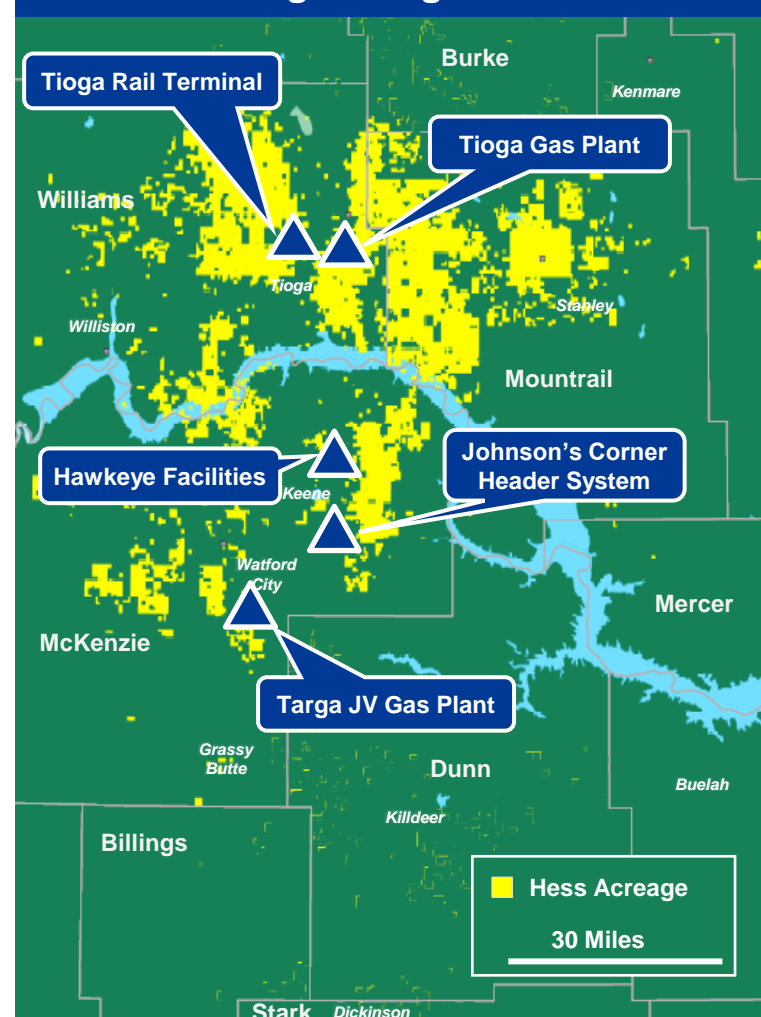 Burke
Tioga Rail Terminal
Kenmare
Tioga Gas Plant
Williams
Tioga
Stanley
Williston
Mountrail
Johnson's Corner
Header System
Hawkeye Facilities
Keene
Watford
City
Mercer
McKenzie
Targa JV Gas Plant
Grassy
Butte
Dunn
Buelah
Killdeer
Billings
Hess Acreage
30 Miles
Stark
Dickinson